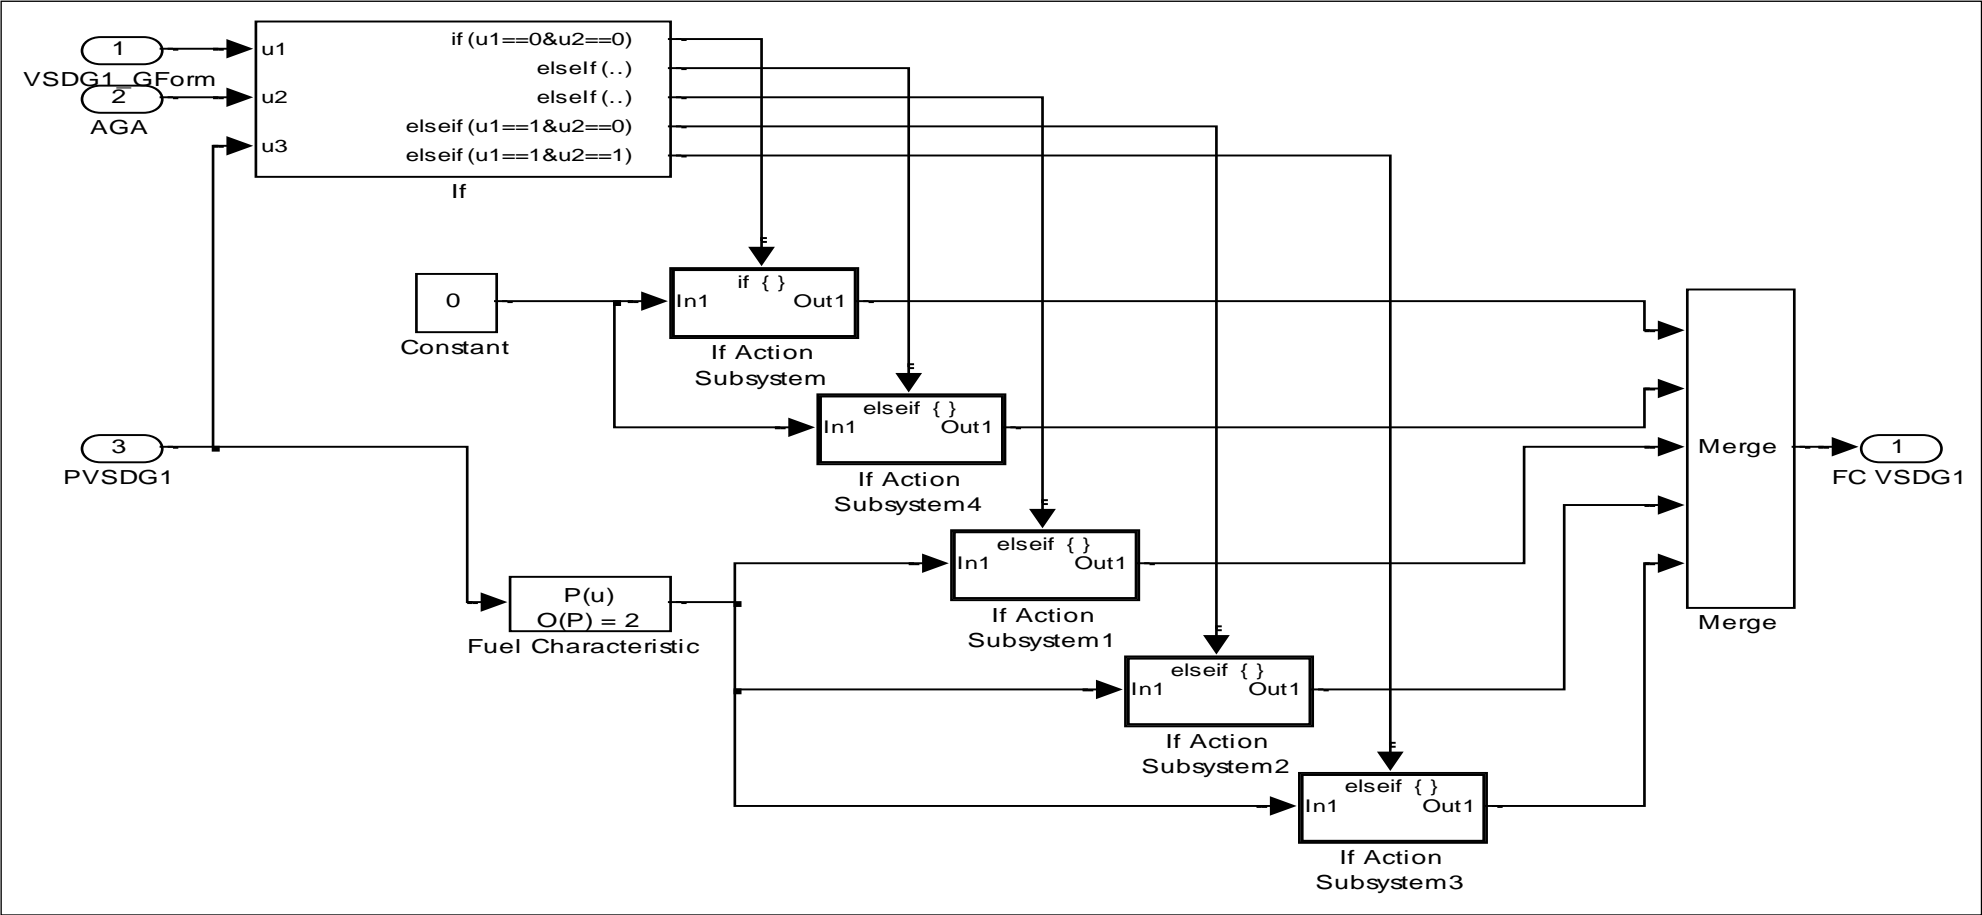 1
VSDG1_GForm
2
AGA
u1
u2
u3
if(u1==0&u2==0)
elseIf(..)
elseIf(..)
elseif(u1==1&u2==0)
elseif(u1==1&u2==1)
If
0
Constant
if { }
In1 Out1
If Action
Subsystem
elseif { }
In1 Out1
If Action
Subsystem4
3
PVSDG1
P(u)
O(P) = 2
Fuel Characteristic
elseif { }
In1 Out1
If Action
Subsystem1
elseif { }
In1 Out1
If Action
Subsystem2
elseif { }
In1 Out1
If Action
Subsystem3
Merge
Merge
1
FC VSDG1